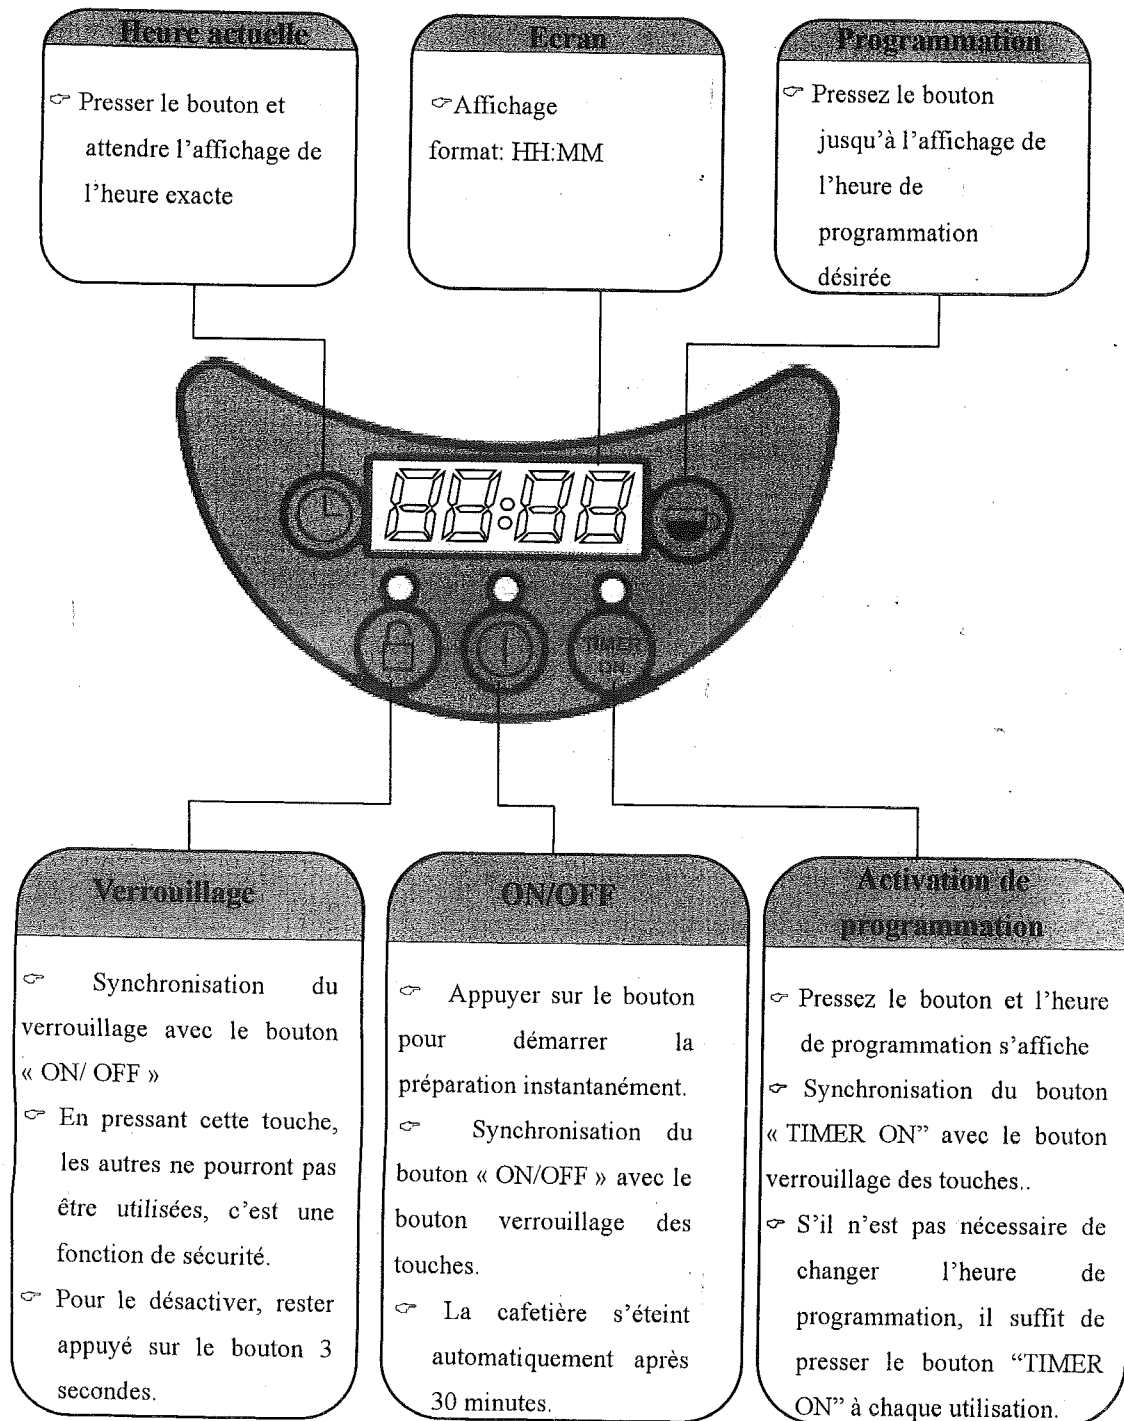 Heure actuelle
☞ Presser le bouton et
attendre l’affichage de
l’heure exacte
Ecran
☞Affichage
format: HH:MM
Programmation
☞ Pressez le bouton
jusqu’à l’affichage de
l’heure de
programmation
désirée
88:88
TIMER
ON
Verrouillage
☞ Synchronisation du
verrouillage avec le bouton
« ON/ OFF »
☞ En pressant cette touche,
les autres ne pourront pas
être utilisées, c’est une
fonction de sécurité.
☞ Pour le désactiver, rester
appuyé sur le bouton 3
secondes.
ON/OFF
☞ Appuyer sur le bouton
pour démarrer la
préparation instantanément.
☞ Synchronisation du
bouton « ON/OFF » avec le
bouton verrouillage des
touches.
☞ La cafetière s’éteint
automatiquement après
30 minutes.
Activation de
programmation
☞ Pressez le bouton et l’heure
de programmation s’affiche
☞ Synchronisation du bouton
« TIMER ON” avec le bouton
verrouillage des touches..
☞ S’il n’est pas nécessaire de
changer l’heure de
programmation, il suffit de
presser le bouton “TIMER
ON” à chaque utilisation.